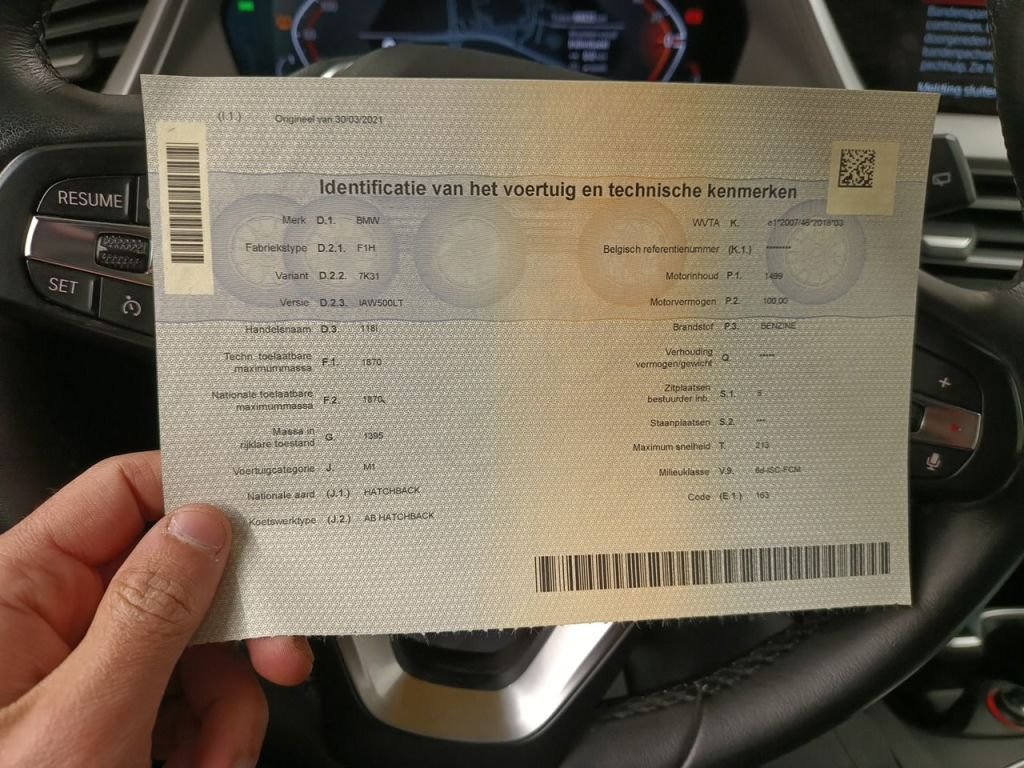 RESUME
SET
(I.1.) Origineel van 30/03/2021
Identificatie van het voertuig en technische kenmerken
Merk D.1. BMW
Fabriekstype D.2.1. F1H
Variant D.2.2. 7K31
Versie D.2.3. IAW500LT
Handelsnaam D.3 118I
Techn. toelaatbare
maximummassa F.1. 1870
Nationale toelaatbare
maximummassa F.2. 1870
Massa in
rijklare toestand G. 1395
Voertuigcategorie J. M1
Nationale aard (J.1.) HATCHBACK
Koetswerktype (J.2.) AB HATCHBACK
WVTA K. e1*2007/46*2018*03
Belgisch referentienummer (K.1.) ********
Motorinhoud P.1. 1499
Motorvermogen P.2. 100,00
Brandstof P.3. BENZINE
Verhouding
vermogen/gewicht Q. *****
Zitplaatsen
bestuurder inb. S.1. 5
Staanplaatsen S.2. ***
Maximum snelheid T. 213
Milieuklasse V.9. 6d-ISC-FCM
Code (E.1.) 163
Melding sluiten